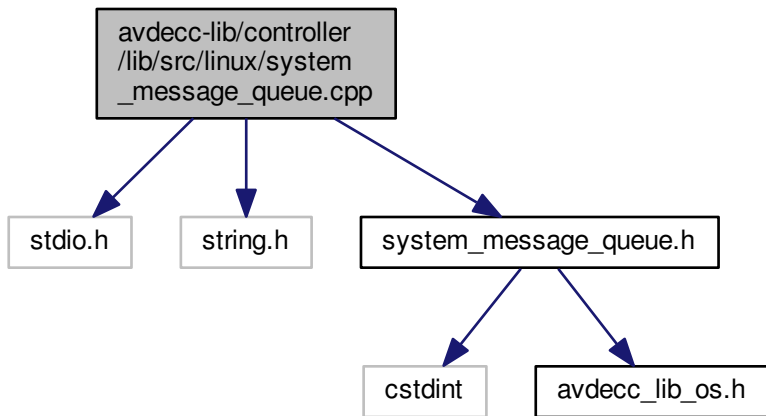 avdecc-lib/controller
/lib/src/linux/system
_message_queue.cpp
stdio.h
string.h
system_message_queue.h
cstdint
avdecc_lib_os.h